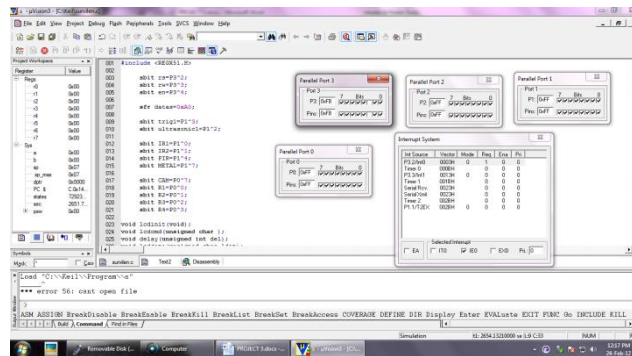 s - µVision3 - [C:\Keil\sunilen.c]
File Edit View Project Debug Flash Peripherals Tools SVCS Window Help
Project Workspace
Register Value
Regs
r0 0x00
r1 0x00
r2 0x00
r3 0x00
r4 0x00
r5 0x00
r6 0x00
r7 0x00
Sys
a 0x00
b 0x00
sp 0x07
sp_max 0x07
dptr 0x0000
PC $ C:0x14...
states 72923...
sec 2651.7...
psw 0x00
001 #include <REGX51.H>
002
003 sbit rs=P3^2;
004 sbit rw=P3^3;
005 sbit en=P3^4;
006
007 sfr datas=0xA0;
008
009 sbit trig1=P1^3;
010 sbit ultrasonic1=P1^2;
011
012 sbit IR1=P1^0;
013 sbit IR2=P1^1;
014 sbit PIR=P1^4;
015 sbit METAL=P1^7;
016
017 sbit CAM=P0^7;
018 sbit R1=P0^0;
019 sbit R2=P0^1;
020 sbit R3=P0^2;
021 sbit R4=P0^3;
022
023 void lcdinit(void);
024 void lcdcmd(unsigned char );
025 void delay(unsigned int del);
Parallel Port 3
Port 3
P3: 0xFB 7 Bits 0
Pins: 0xFB
Parallel Port 2
Port 2
P2: 0xFF 7 Bits 0
Pins: 0xFF
Parallel Port 1
Port 1
P1: 0xFF 7 Bits 0
Pins: 0xFF
Parallel Port 0
Port 0
P0: 0xFF 7 Bits 0
Pins: 0xFF
Interrupt System
Int Source Vector Mode Req Ena Pri
P3.2/Int0 0003H 0 1 0 0
Timer 0 000BH 0 0 0
P3.3/Int1 0013H 0 0 0 0
Timer 1 001BH 0 0 0
Serial Rcv. 0023H 0 0 0
Serial Xmit. 0023H 0 0 0
Timer 2 002BH 0 0 0
P1.1/T2EX 002BH 0 0 0 0
Selected Interrupt
EA IT0 IE0 EX0 Pri.: 0
Symbols
Mask: * Case
sunilen.c Text2 Disassembly
Load "C:\\Keil\\Program\\s"
*** error 56: cant open file
>
ASM ASSIGN BreakDisable BreakEnable BreakKill BreakList BreakSet BreakAccess COVERAGE DEFINE DIR Display Enter EVALuate EXIT FUNC Go INCLUDE KILL
Output Window
Build Command Find in Files
Simulation t1: 2654.13210000 sec L:9 C:33 NUM
Removable Disk (... Computer PROJECT 3.docx - ... s - µVision3 - [C:\...
12:17 PM